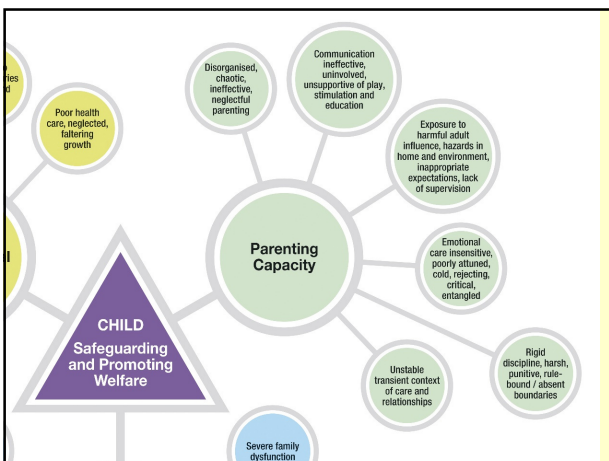 Disorganised,
chaotic,
ineffective,
neglectful
parenting
Communication
ineffective,
uninvolved,
unsupportive of play,
stimulation and
education
Poor health
care, neglected,
faltering
growth
Exposure to
harmful adult
influence, hazards in
home and environment,
inappropriate
expectations, lack
of supervision
Parenting
Capacity
Emotional
care insensitive,
poorly attuned,
cold, rejecting,
critical,
entangled
CHILD
Safeguarding
and Promoting
Welfare
Unstable
transient context
of care and
relationships
Rigid
discipline, harsh,
punitive, rule-
bound / absent
boundaries
Severe family
dysfunction